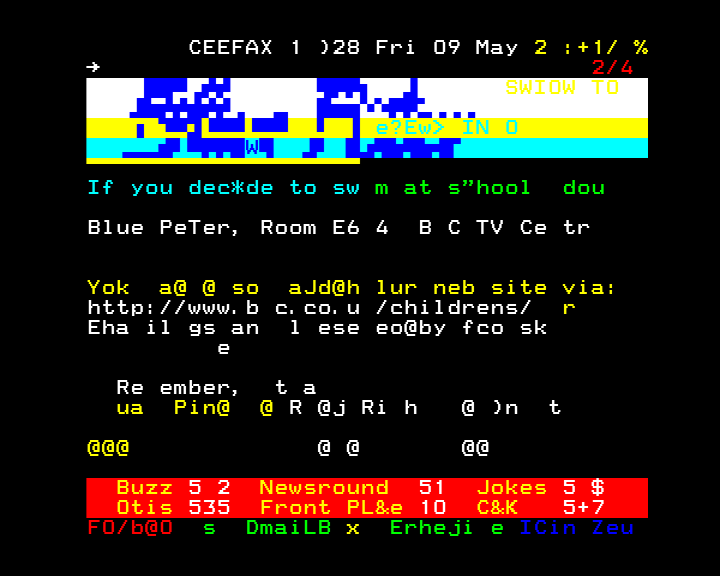 CEEFAX 1 )28 Fri 09 May 2 :+1/ %
→ 2/4
SWIOW TO
e?Ew> IN O
W
If you dec*de to sw m at s”hool dou
Blue PeTer, Room E6 4 B C TV Ce tr
Yok a@ @ so aJd@h lur neb site via:
http://www. b c.co. u /childrens/ r
Eha il gs an l ese eo@by fco sk
e
Re ember, t a
ua Pin@ @ R @j Ri h @ )n t
@@@ @ @ @@
Buzz 5 2 Newsround 51 Jokes 5 $
Otis 535 Front PL&e 10 C&K 5+7
FO/b@O s DmaiLB x Erheji e ICin Zeu